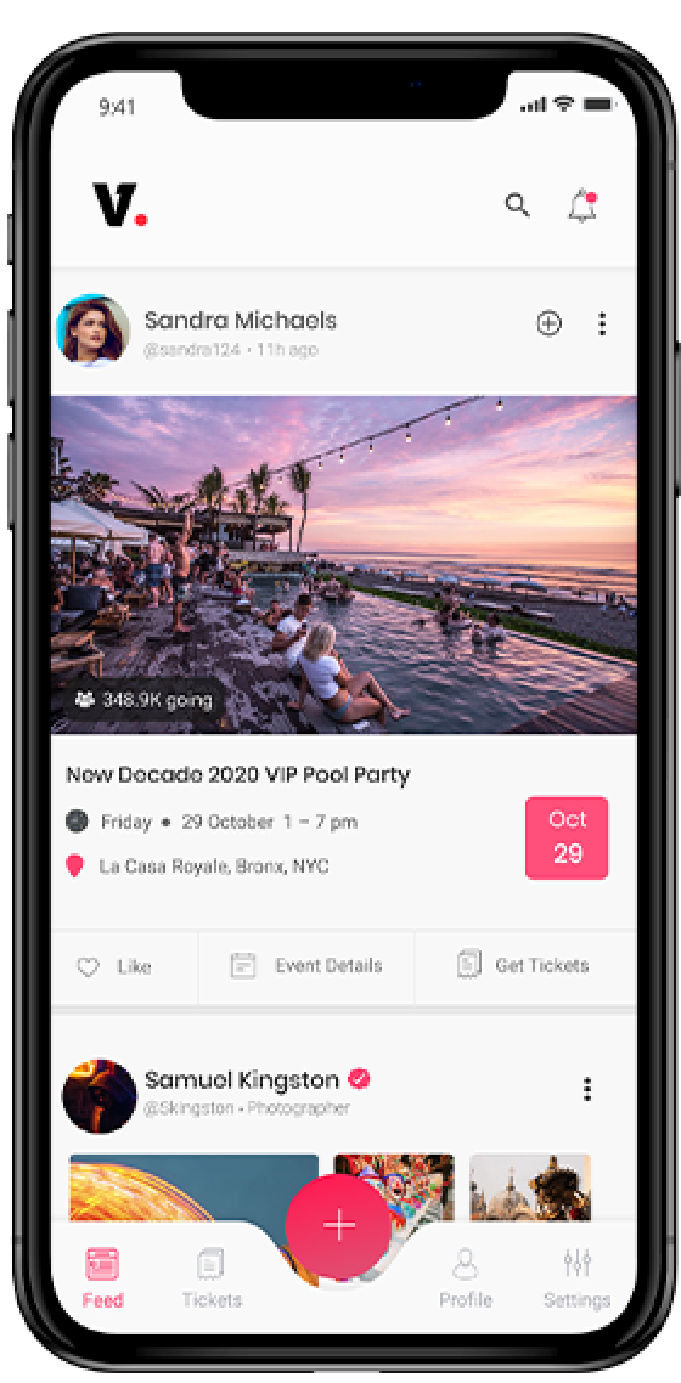 9:41
V.
Sandra Michaels
@sandra124 • 11h ago
348.9K going
New Decade 2020 VIP Pool Party
Friday • 29 October 1 – 7 pm
La Casa Royale, Bronx, NYC
Oct
29
Like
Event Details
Get Tickets
Samuel Kingston
@Skingston • Photographer
Feed
Tickets
Profile
Settings